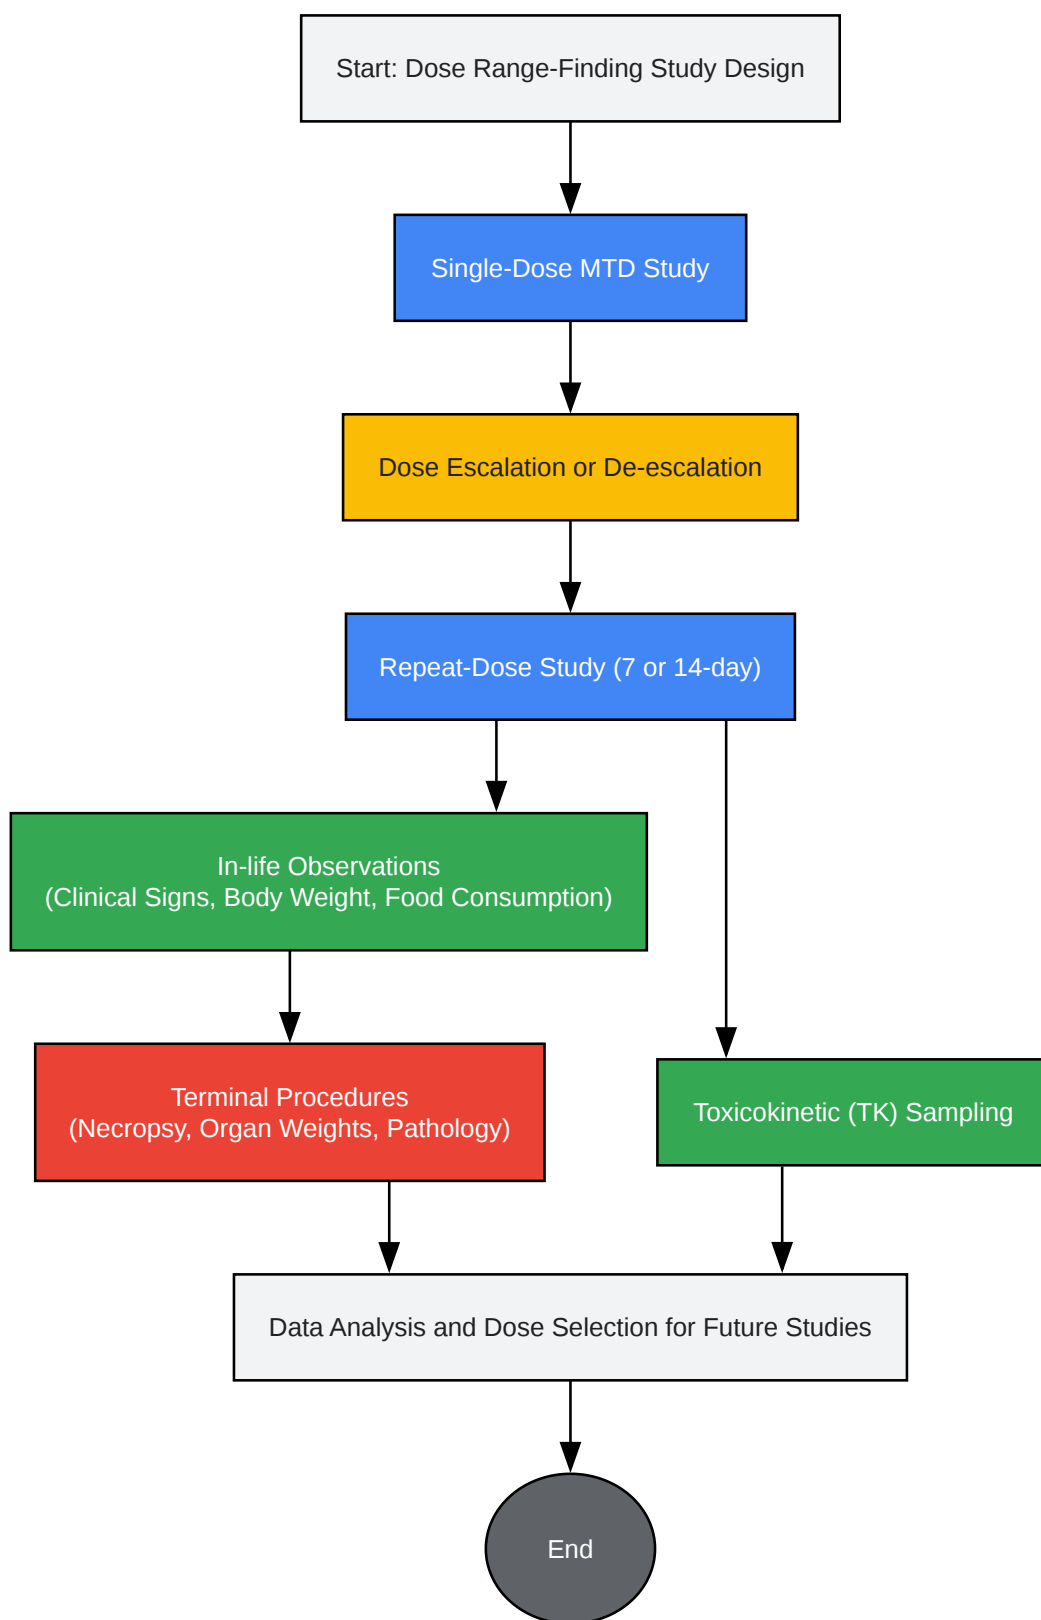 Start: Dose Range-Finding Study Design
Single-Dose MTD Study
Dose Escalation or De-escalation
Repeat-Dose Study (7 or 14-day)
In-life Observations
(Clinical Signs, Body Weight, Food Consumption)
Terminal Procedures
(Necropsy, Organ Weights, Pathology)
Toxicokinetic (TK) Sampling
Data Analysis and Dose Selection for Future Studies
End